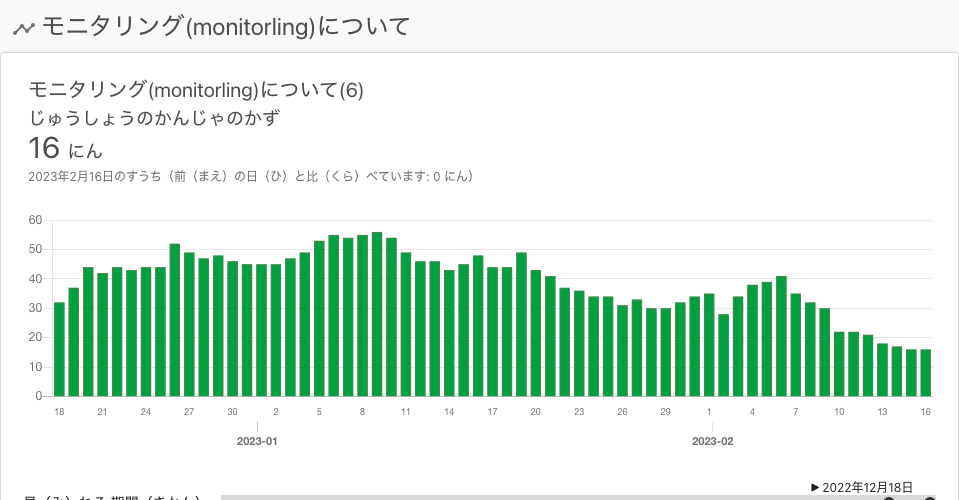 モニタリング(monitorling)について
モニタリング(monitorling)について(6)
じゅうしょうのかんじゃのかず
16 にん
2023年2月16日のすうち（前（まえ）の日（ひ）と比（くら）べています: 0 にん）
60
50
40
30
20
10
0
18 21 24 27 30 2 5 8 11 14 17 20 23 26 29 1 4 7 10 13 16
2023-01 2023-02
▶ 2022年12月18日